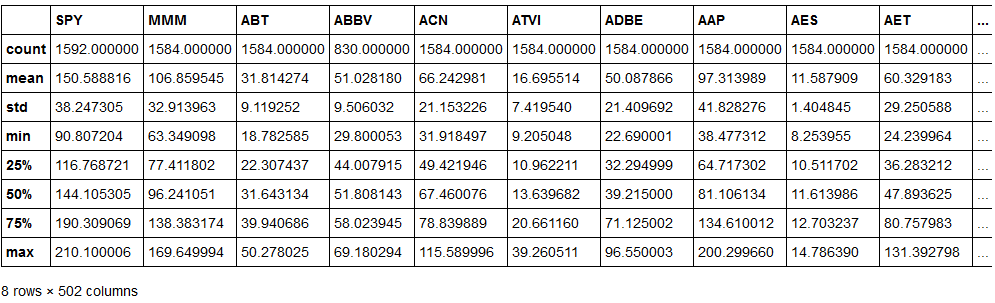 SPY MMM ABT ABBV ACN ATVI ADBE AAP AES AET ...
count 1592.000000 1584.000000 1584.000000 830.000000 1584.000000 1584.000000 1584.000000 1584.000000 1584.000000 1584.000000 ...
mean 150.588816 106.859545 31.814274 51.028180 66.242981 16.695514 50.087866 97.313989 11.587909 60.329183 ...
std 38.247305 32.913963 9.119252 9.506032 21.153226 7.419540 21.409692 41.828276 1.404845 29.250588 ...
min 90.807204 63.349098 18.782585 29.800053 31.918497 9.205048 22.690001 38.477312 8.253955 24.239964 ...
25% 116.768721 77.411802 22.307437 44.007915 49.421946 10.962211 32.294999 64.717302 10.511702 36.283212 ...
50% 144.105305 96.241051 31.643134 51.808143 67.460076 13.639682 39.215000 81.106134 11.613986 47.893625 ...
75% 190.309069 138.383174 39.940686 58.023945 78.839889 20.661160 71.125002 134.610012 12.703237 80.757983 ...
max 210.100006 169.649994 50.278025 69.180294 115.589996 39.260511 96.550003 200.299660 14.786390 131.392798 ...
8 rows × 502 columns